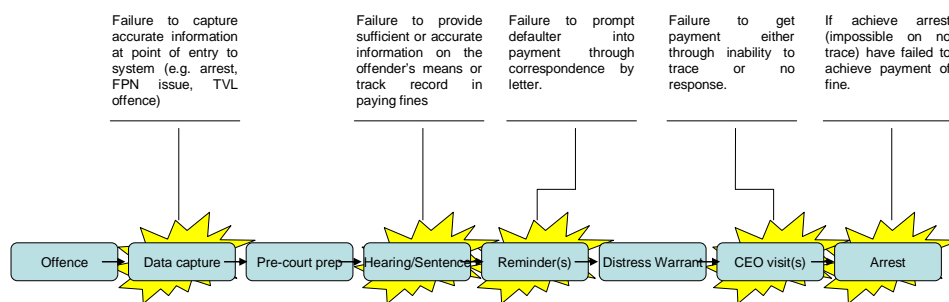 Failure to capture
accurate information
at point of entry to
system (e.g. arrest,
FPN issue, TVL
offence)
Failure to provide
sufficient or accurate
information on the
offender's means or
track record in
paying fines
Failure to prompt
defaulter into
payment through
correspondence by
letter.
Failure to get
payment either
through inability to
trace or no
response.
If achieve arrest
(impossible on no
trace) have failed to
achieve payment of
fine.
Offence
Data capture
Pre-court prep
Hearing/Sentence
Reminder(s)
Distress Warrant
CEO visit(s)
Arrest